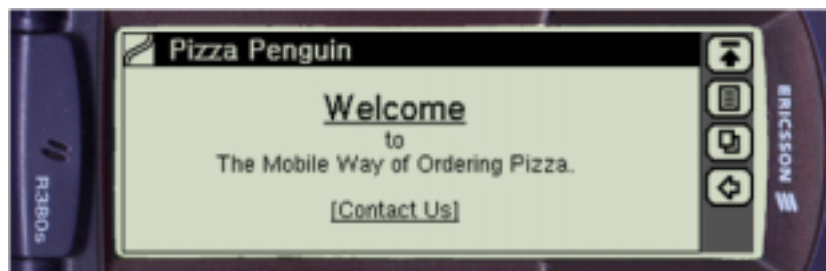 Pizza Penguin
Welcome
to
The Mobile Way of Ordering Pizza.
[Contact Us]
R380s
ERICSSON